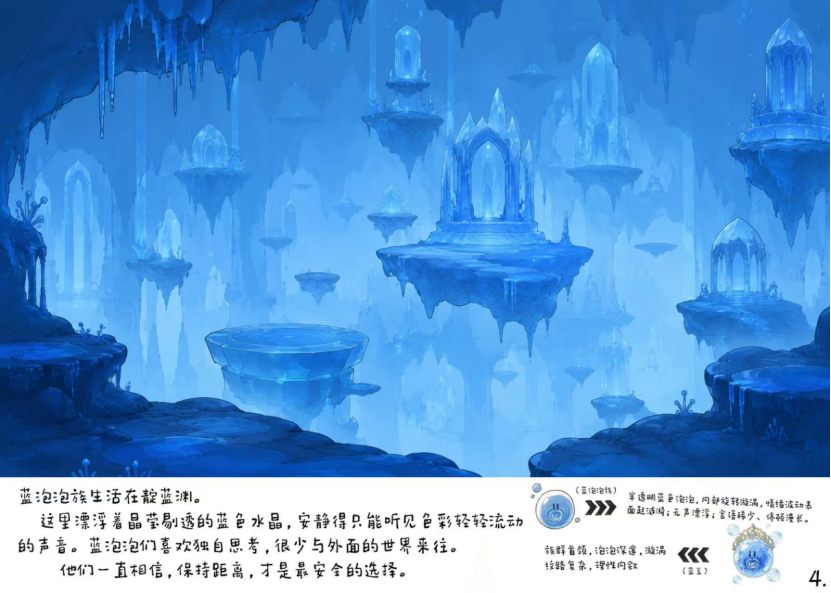 蓝泡泡族生活在靛蓝渊。
这里漂浮着晶莹剔透的蓝色水晶，安静得只能听见色彩轻轻流动
的声音。蓝泡泡们喜欢独自思考，很少与外面的世界来往。
他们一直相信，保持距离，才是最安全的选择。
（蓝泡泡族）
半透明蓝色泡泡，内部旋转漩涡，情绪波动表
面起涟漪；无声漂浮；言语稀少、停顿漫长。
族群首领，泡泡深邃，漩涡
纹路复杂，理性内敛
（蓝王）
4.